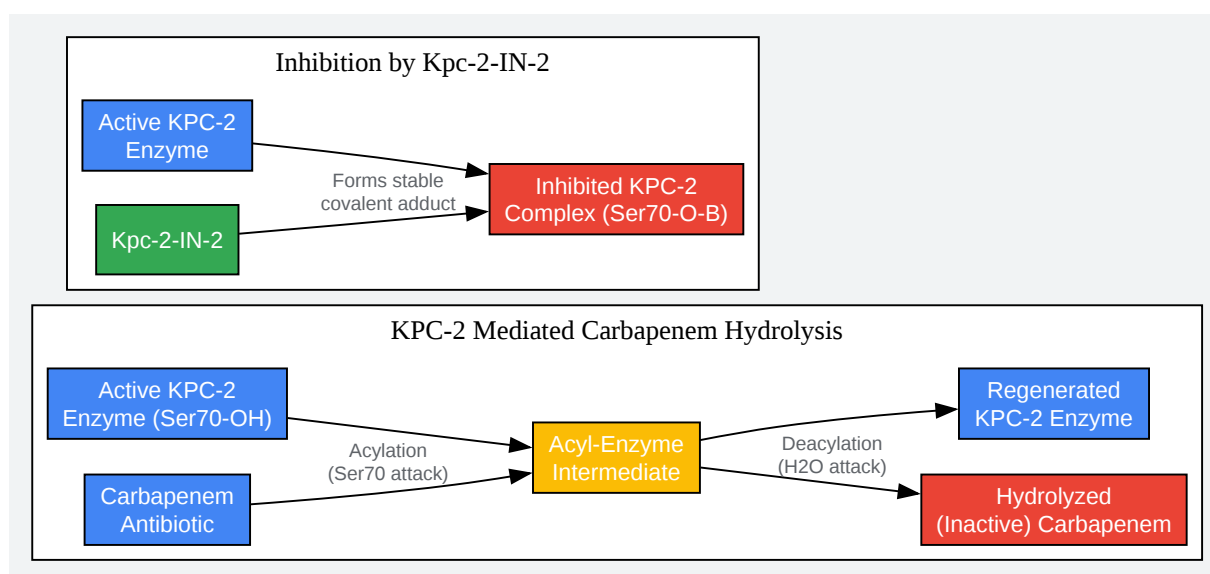 Inhibition by Kpc-2-IN-2
Active KPC-2
Enzyme
Kpc-2-IN-2
Forms stable
covalent adduct
Inhibited KPC-2
Complex (Ser70-O-B)
KPC-2 Mediated Carbapenem Hydrolysis
Active KPC-2
Enzyme (Ser70-OH)
Carbapenem
Antibiotic
Acylation
(Ser70 attack)
Acyl-Enzyme
Intermediate
Deacylation
(H2O attack)
Regenerated
KPC-2 Enzyme
Hydrolyzed
(Inactive) Carbapenem